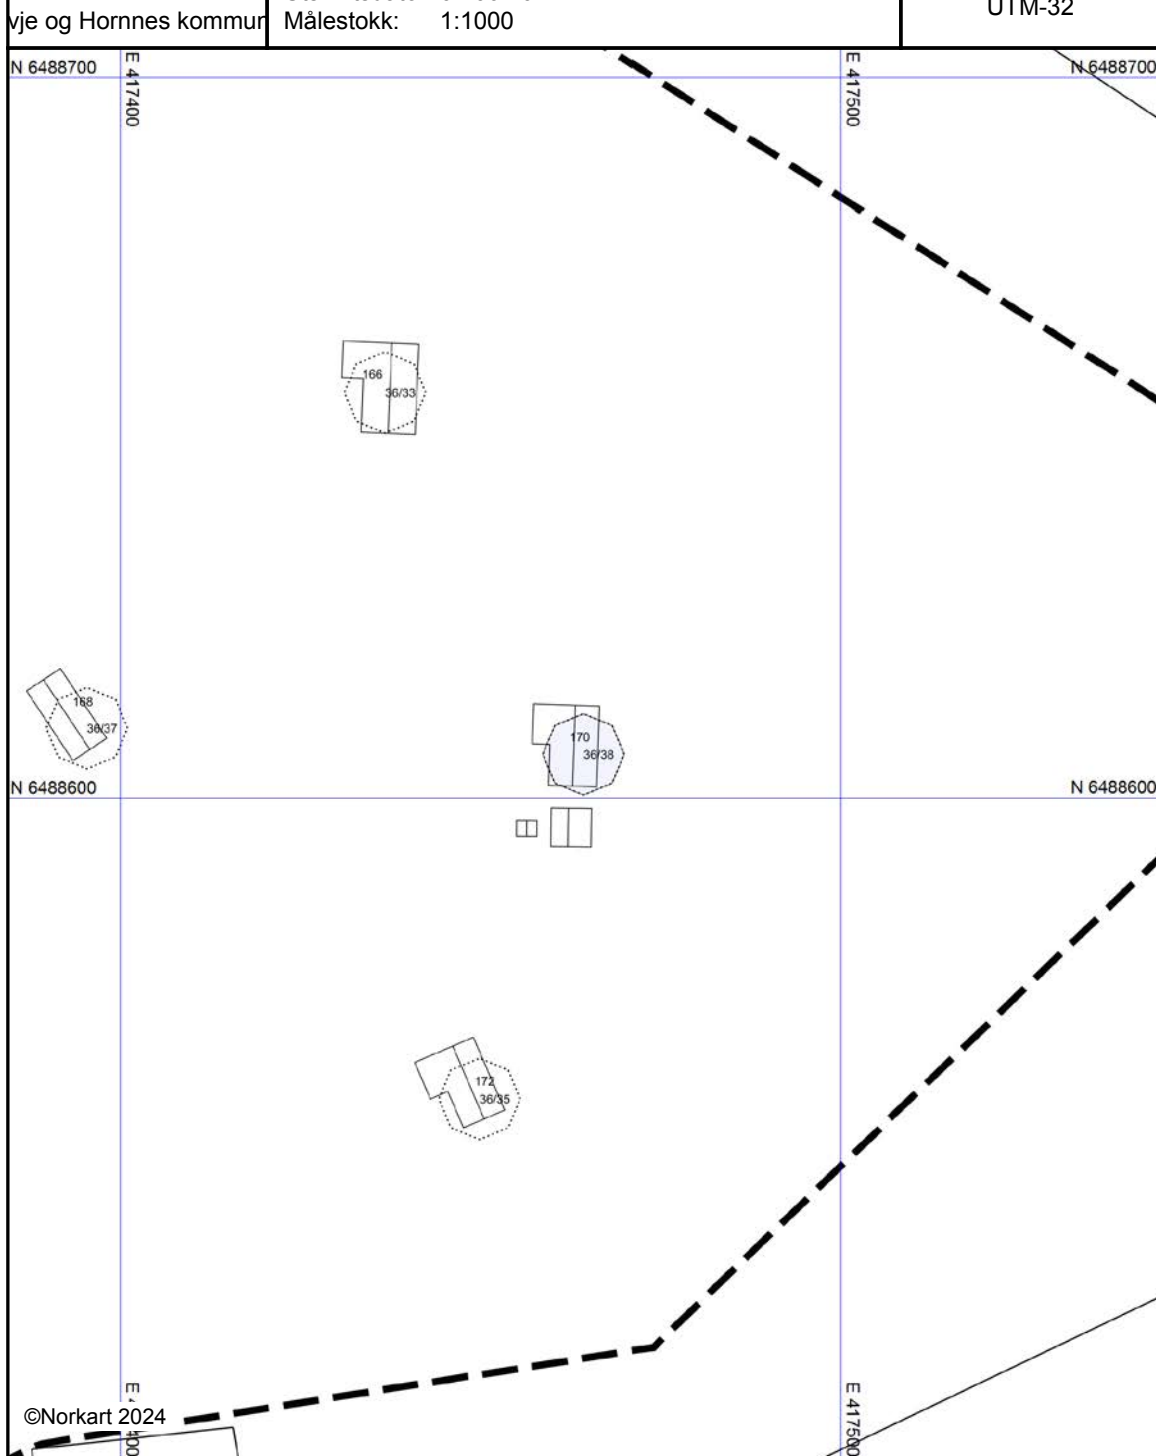 vje og Hornnes kommun
Målestokk: 1:1000
UTM-32
N 6488700
E 417400
E 417500
N 6488700
166
36/33
168
36/37
170
36/38
N 6488600
N 6488600
172
36/35
©Norkart 2024
E 417500